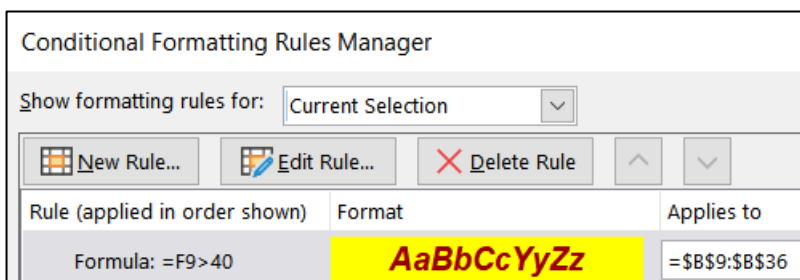 Conditional Formatting Rules Manager
Show formatting rules for: Current Selection
New Rule... Edit Rule... Delete Rule
Rule (applied in order shown) Format Applies to
Formula: =F9>40 AaBbCcYyZz =$B$9:$B$36